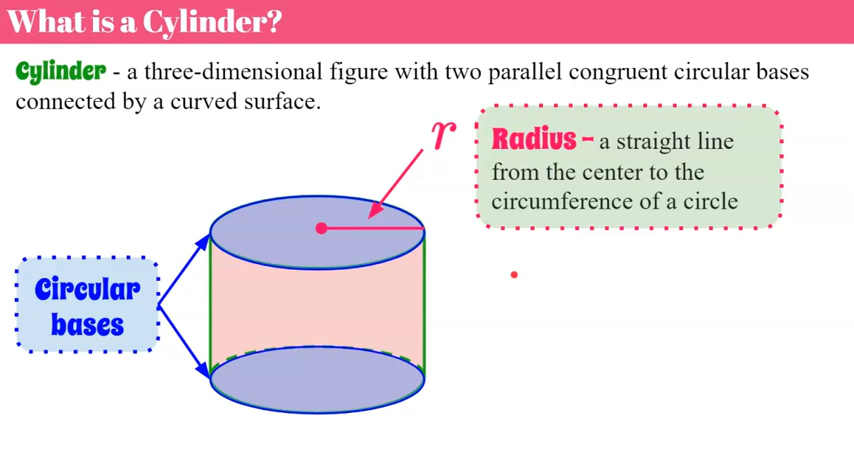 What is a Cylinder?
Cylinder - a three-dimensional figure with two parallel congruent circular bases
connected by a curved surface.
r
Radius - a straight line
from the center to the
circumference of a circle
Circular
bases